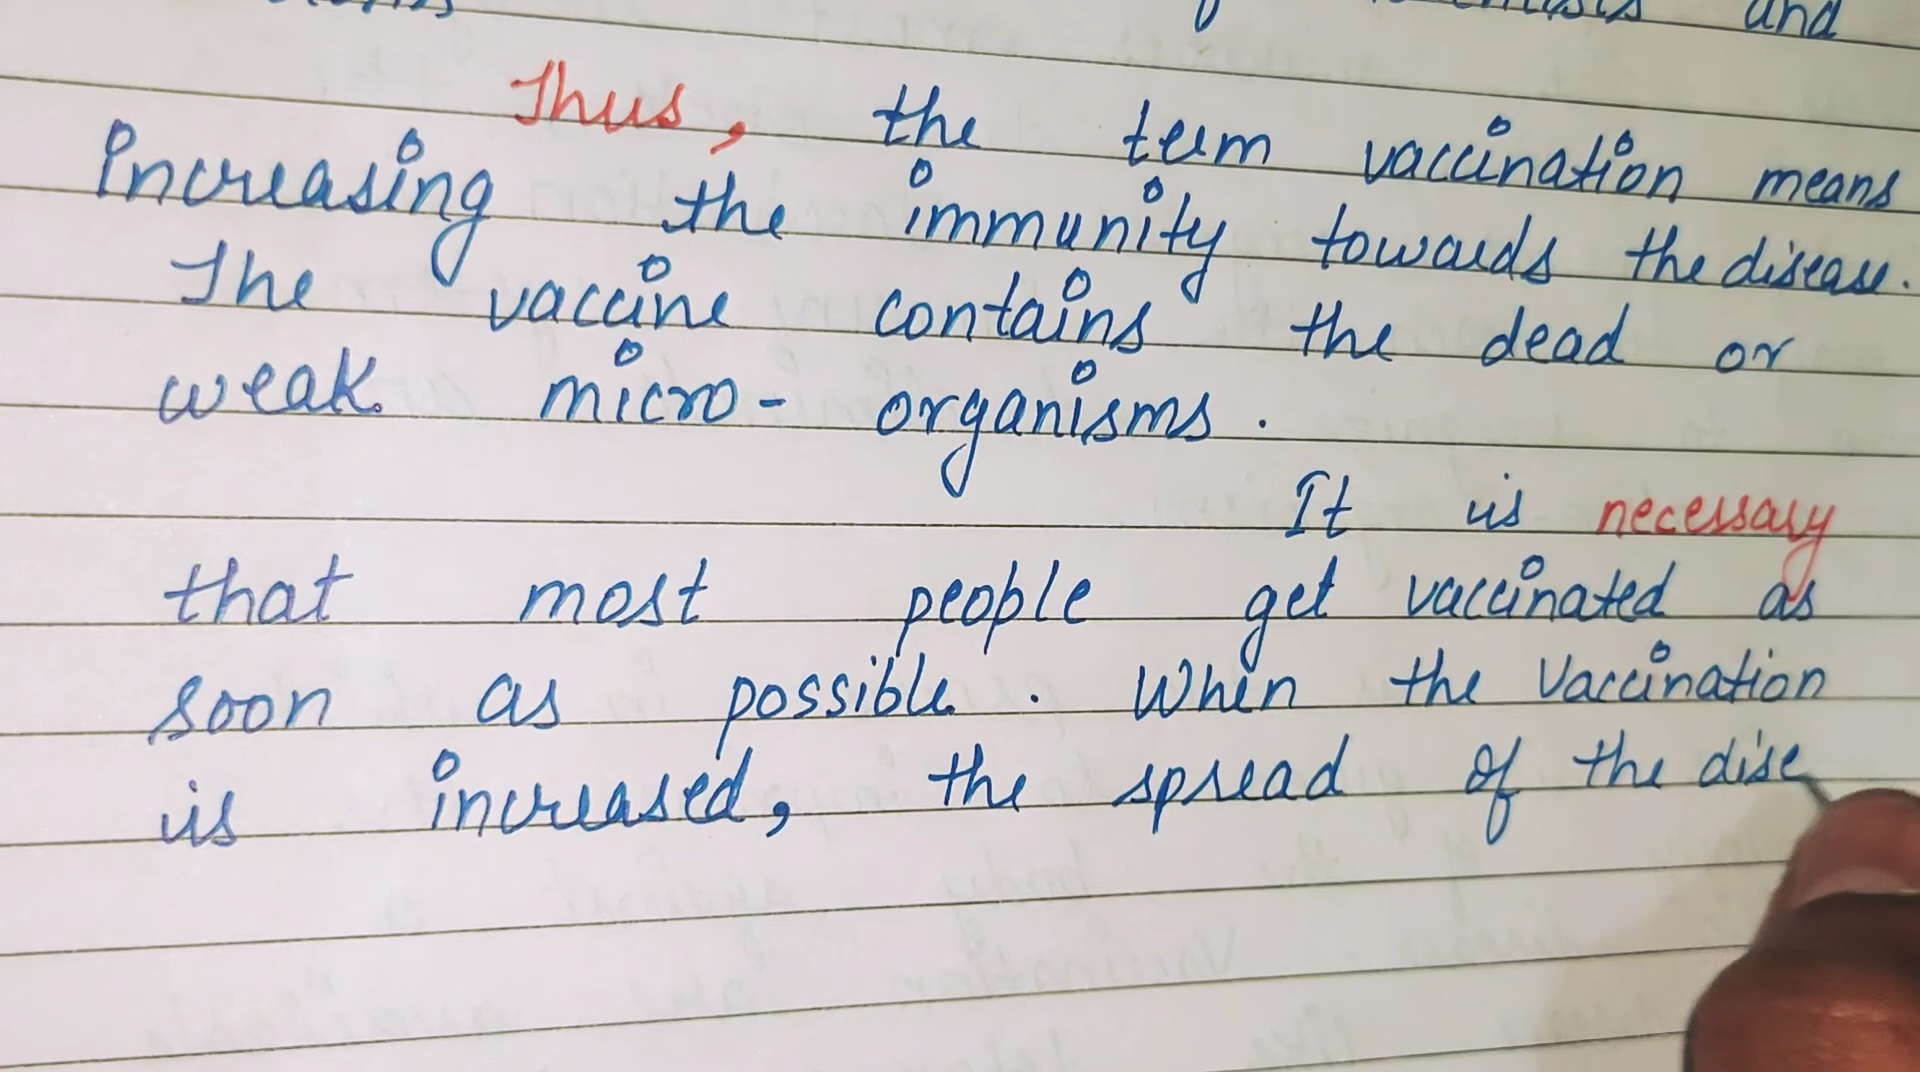 and
Thus, the term vaccination means
increasing the immunity towards the disease.
The vaccine contains the dead or
weak micro- organisms.
It is necessary
that most people get vaccinated as
soon as possible. When the Vaccination
is increased, the spread of the dise